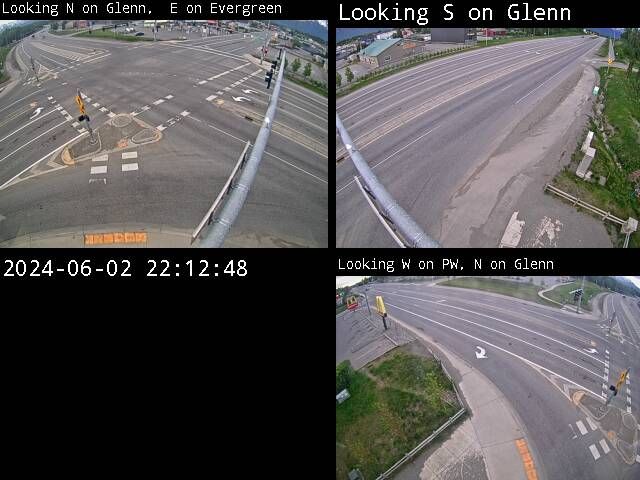 Looking N on Glenn, E on Evergreen
Looking S on Glenn
2024-06-02 22:12:48
Looking W on PW, N on Glenn